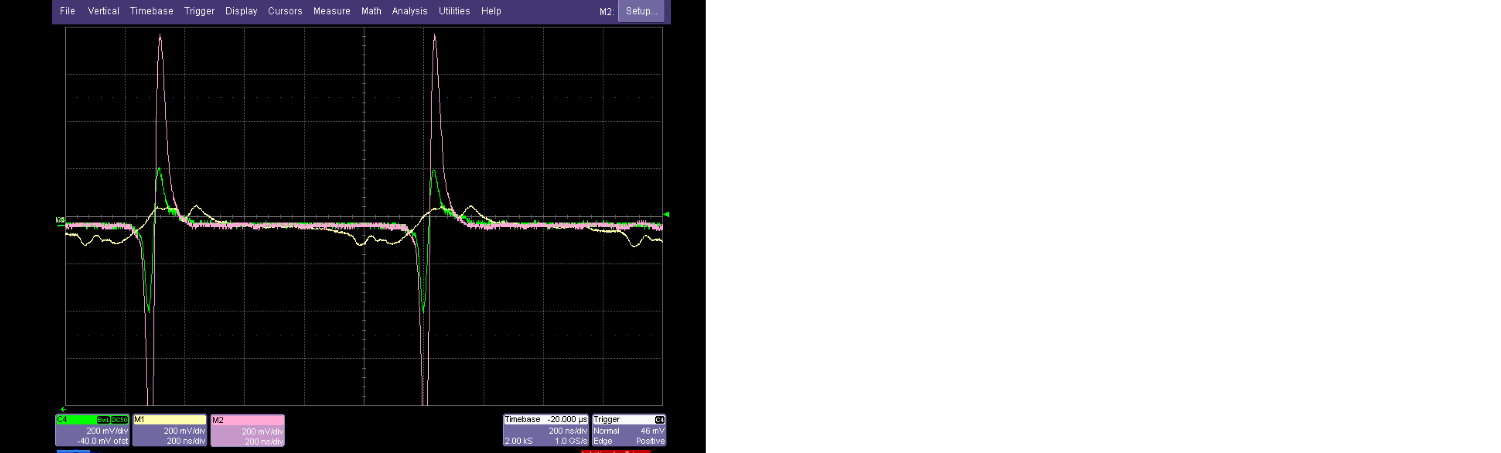 File Vertical Timebase Trigger Display Cursors Measure Math Analysis Utilities Help M2: Setup...
C4 BwL DC50
200 mV/div
-40.0 mV ofst
M1
200 mV/div
200 ns/div
M2
200 mV/div
200 ns/div
Timebase -20.000 µs
200 ns/div
2.00 kS 1.0 GS/s
Trigger C4
Normal 46 mV
Edge Positive